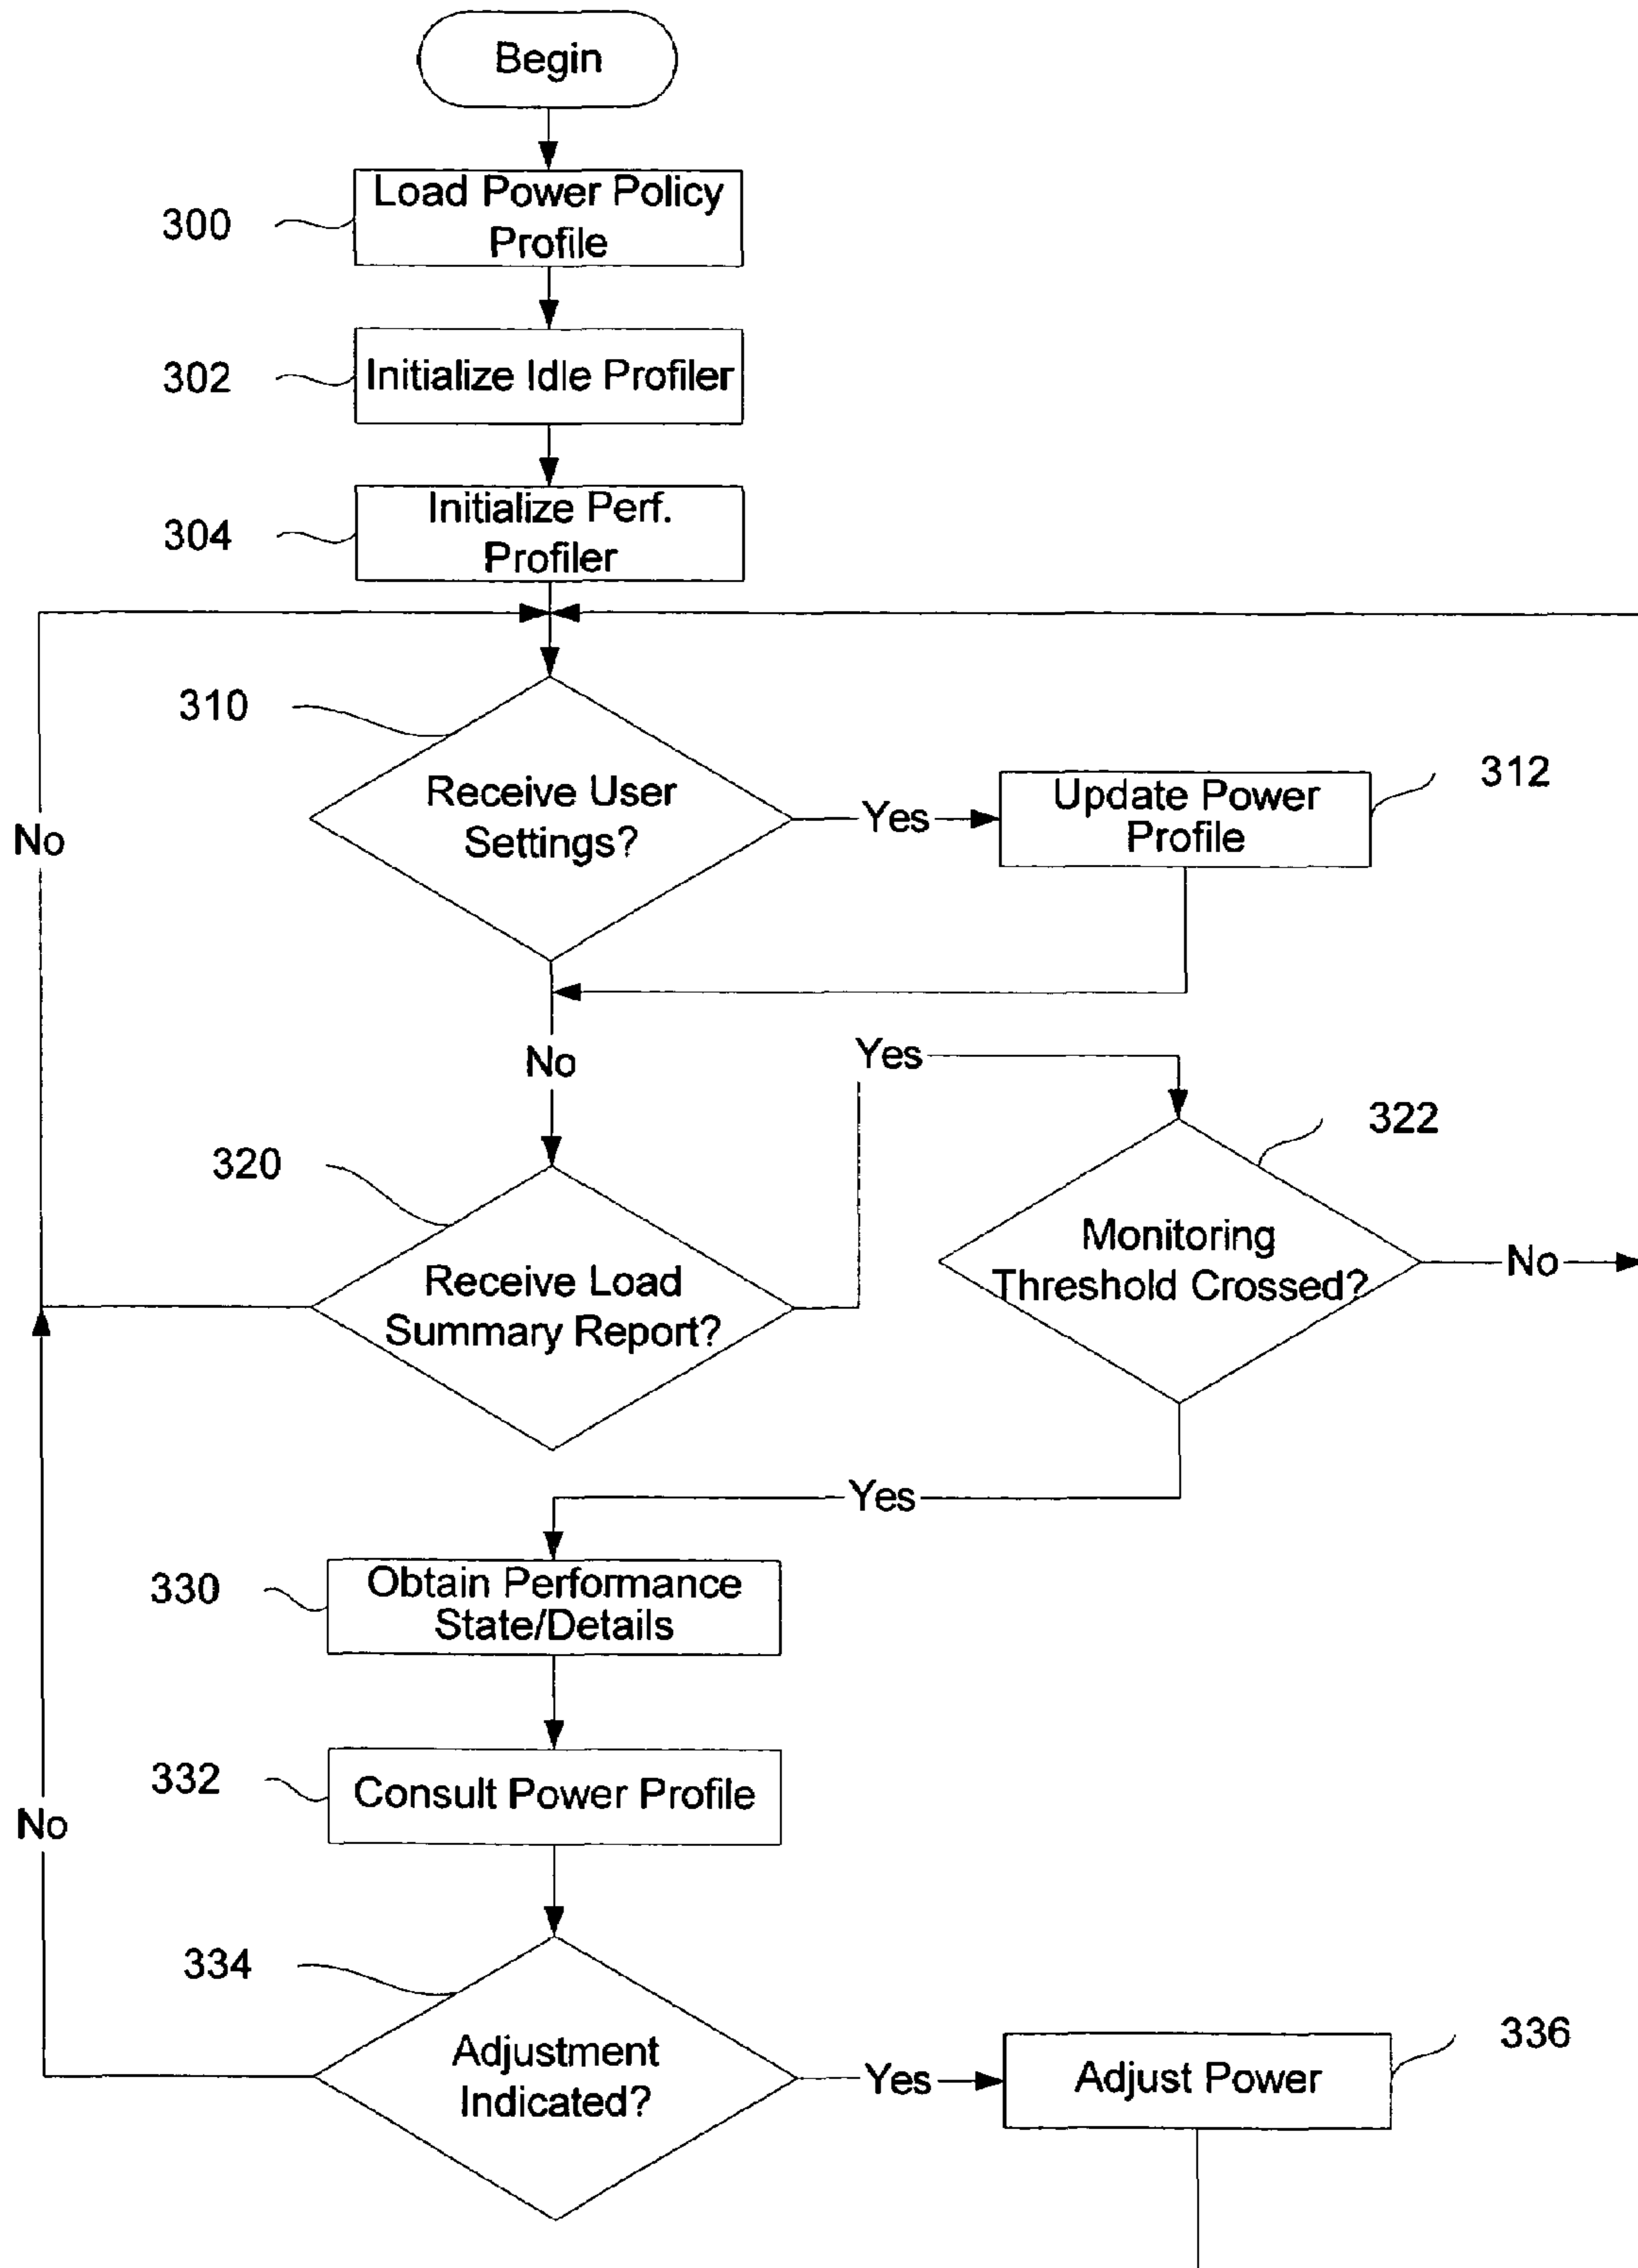 Begin
300
Load Power Policy
Profile
302
Initialize Idle Profiler
304
Initialize Perf.
Profiler
310
Receive User
Settings?
Yes
Update Power
Profile
312
No
No
Yes
320
Receive Load
Summary Report?
322
Monitoring
Threshold Crossed?
No
Yes
330
Obtain Performance
State/Details
332
Consult Power Profile
No
334
Adjustment
Indicated?
Yes
Adjust Power
336